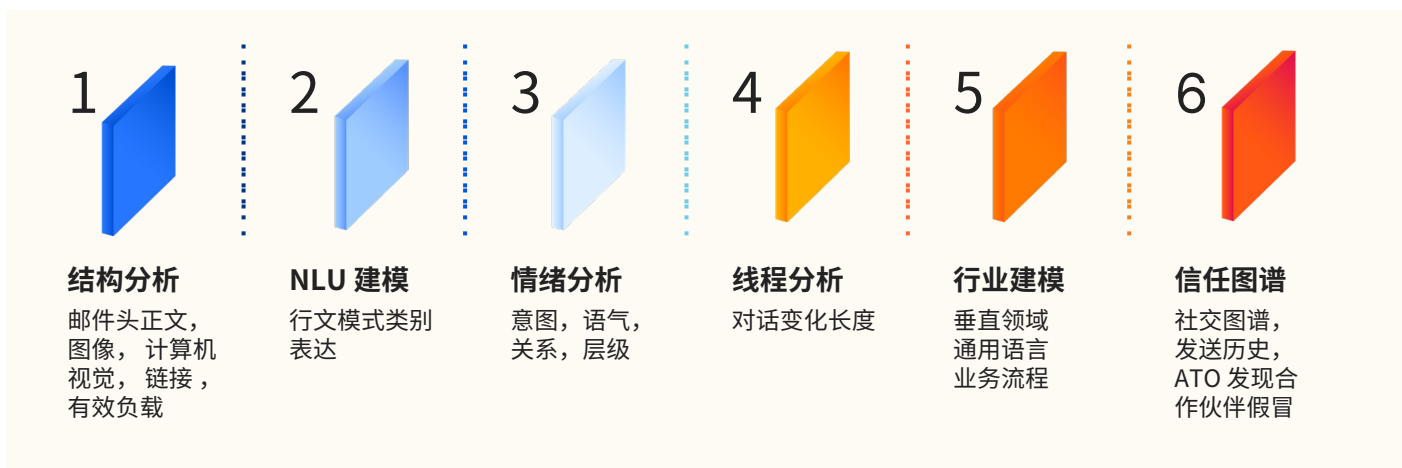 1
结构分析
邮件头正文，
图像， 计算机
视觉， 链接 ，
有效负载
2
NLU 建模
行文模式类别
表达
3
情绪分析
意图，语气，
关系，层级
4
线程分析
对话变化长度
5
行业建模
垂直领域
通用语言
业务流程
6
信任图谱
社交图谱，
发送历史，
ATO 发现合
作伙伴假冒